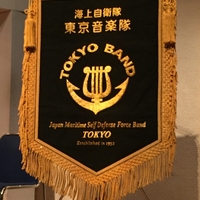 海上自衛隊
東京音楽隊
TOKYO BAND
Japan Maritime Self Defense Force Band
TOKYO
Established in 1951